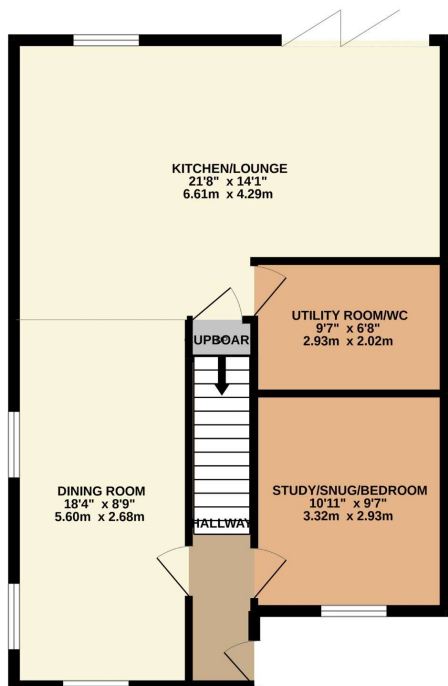 KITCHEN/LOUNGE
21'8" x 14'1"
6.61m x 4.29m
UTILITY ROOM/WC
9'7" x 6'8"
2.93m x 2.02m
UPBOAR
DINING ROOM
18'4" x 8'9"
5.60m x 2.68m
STUDY/SNUG/BEDROOM
10'11" x 9'7"
3.32m x 2.93m
HALLWAY